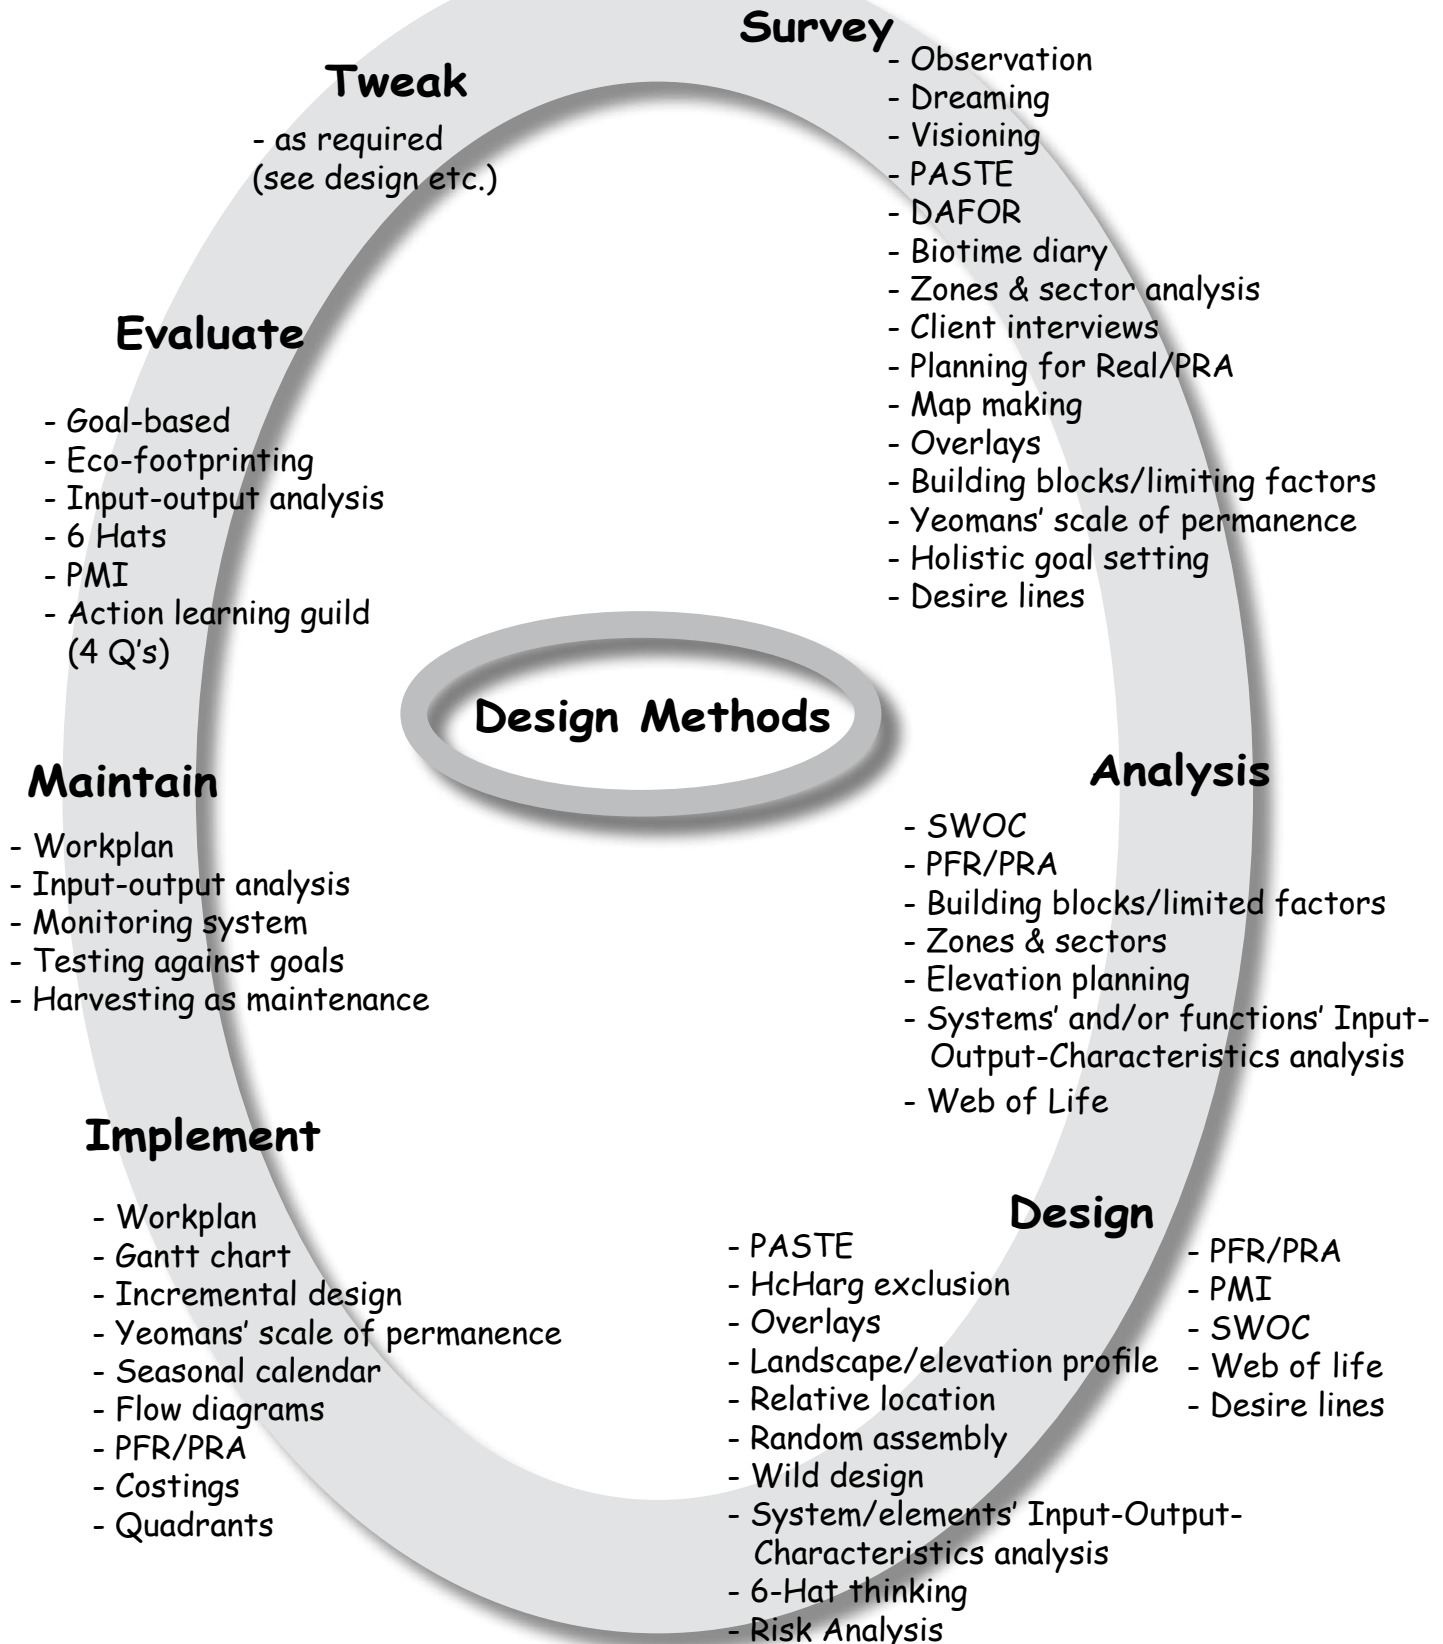 Survey
- Observation
- Dreaming
- Visioning
- PASTE
- DAFOR
- Biotime diary
- Zones & sector analysis
- Client interviews
- Planning for Real/PRA
- Map making
- Overlays
- Building blocks/limiting factors
- Yeomans' scale of permanence
- Holistic goal setting
- Desire lines
Analysis
- SWOC
- PFR/PRA
- Building blocks/limited factors
- Zones & sectors
- Elevation planning
- Systems' and/or functions' Input-
Output-Characteristics analysis
- Web of Life
Design
- PASTE
- HcHarg exclusion
- Overlays
- Landscape/elevation profile
- Relative location
- Random assembly
- Wild design
- System/elements' Input-Output-
Characteristics analysis
- 6-Hat thinking
- Risk Analysis
- PFR/PRA
- PMI
- SWOC
- Web of life
- Desire lines
Implement
- Workplan
- Gantt chart
- Incremental design
- Yeomans' scale of permanence
- Seasonal calendar
- Flow diagrams
- PFR/PRA
- Costings
- Quadrants
Maintain
- Workplan
- Input-output analysis
- Monitoring system
- Testing against goals
- Harvesting as maintenance
Evaluate
- Goal-based
- Eco-footprinting
- Input-output analysis
- 6 Hats
- PMI
- Action learning guild
(4 Q's)
Tweak
- as required
(see design etc.)
Design Methods